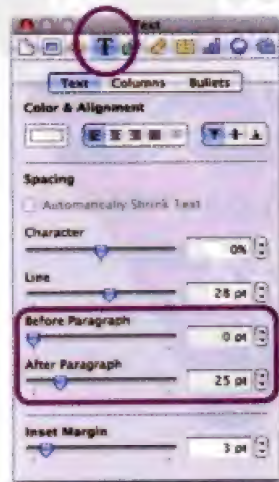 Text
T
Text Columns Bullets
Color & Alignment
Spacing
Automatically Shrink Text
Character
0%
Line
28 pt
Before Paragraph
0 pt
After Paragraph
25 pt
Inset Margin
3 pt